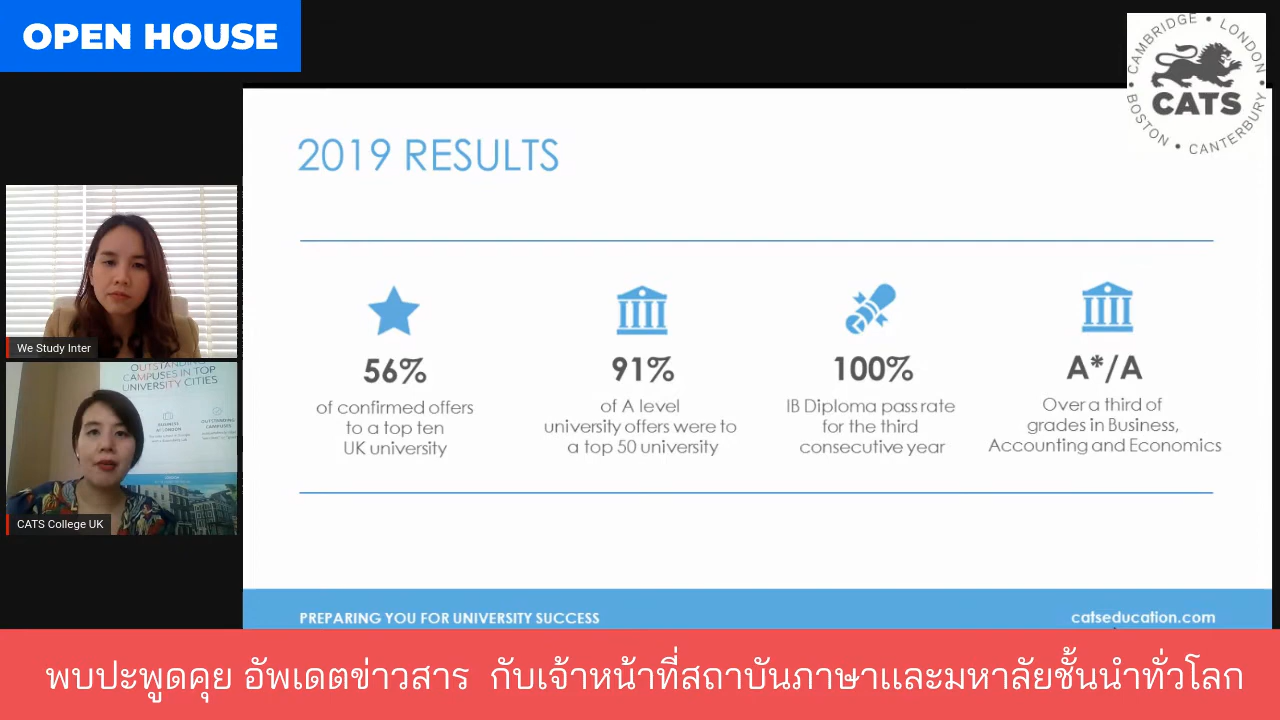 OPEN HOUSE
CAMBRIDGE • LONDON • CANTERBURY • BOSTON •
CATS
2019 RESULTS
56%
of confirmed offers
to a top ten
UK university
91%
of A level
university offers were to
a top 50 university
100%
IB Diploma pass rate
for the third
consecutive year
A*/A
Over a third of
grades in Business,
Accounting and Economics
We Study Inter
OUTSTANDING
CAMPUSES IN TOP
UNIVERSITY CITIES
CATS College UK
PREPARING YOU FOR UNIVERSITY SUCCESS
catseducation.com
พบปะพูดคุย อัพเดตข่าวสาร กับเจ้าหน้าที่สถาบันภาษาและมหาลัยชั้นนำทั่วโลก